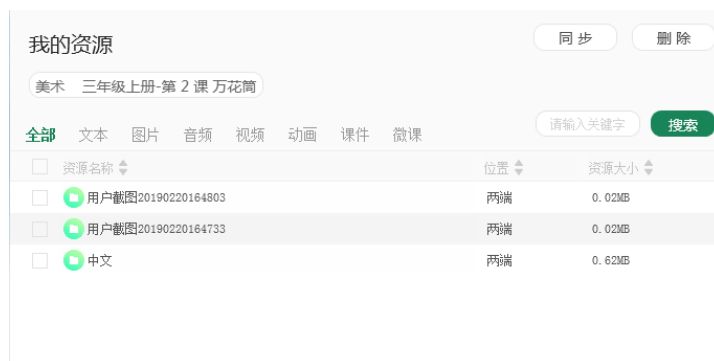 我的资源 同步 删除
美术 三年级上册-第 2 课 万花筒
全部 文本 图片 音频 视频 动画 课件 微课 请输入关键字 搜索
资源名称 位置 资源大小
用户截图20190220164803 两端 0.02MB
用户截图20190220164733 两端 0.02MB
中文 两端 0.62MB